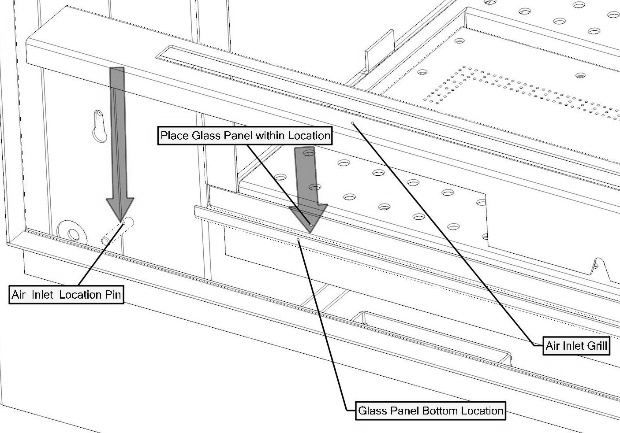 Place Glass Panel within Location
Air Inlet Location Pin
Air Inlet Grill
Glass Panel Bottom Location